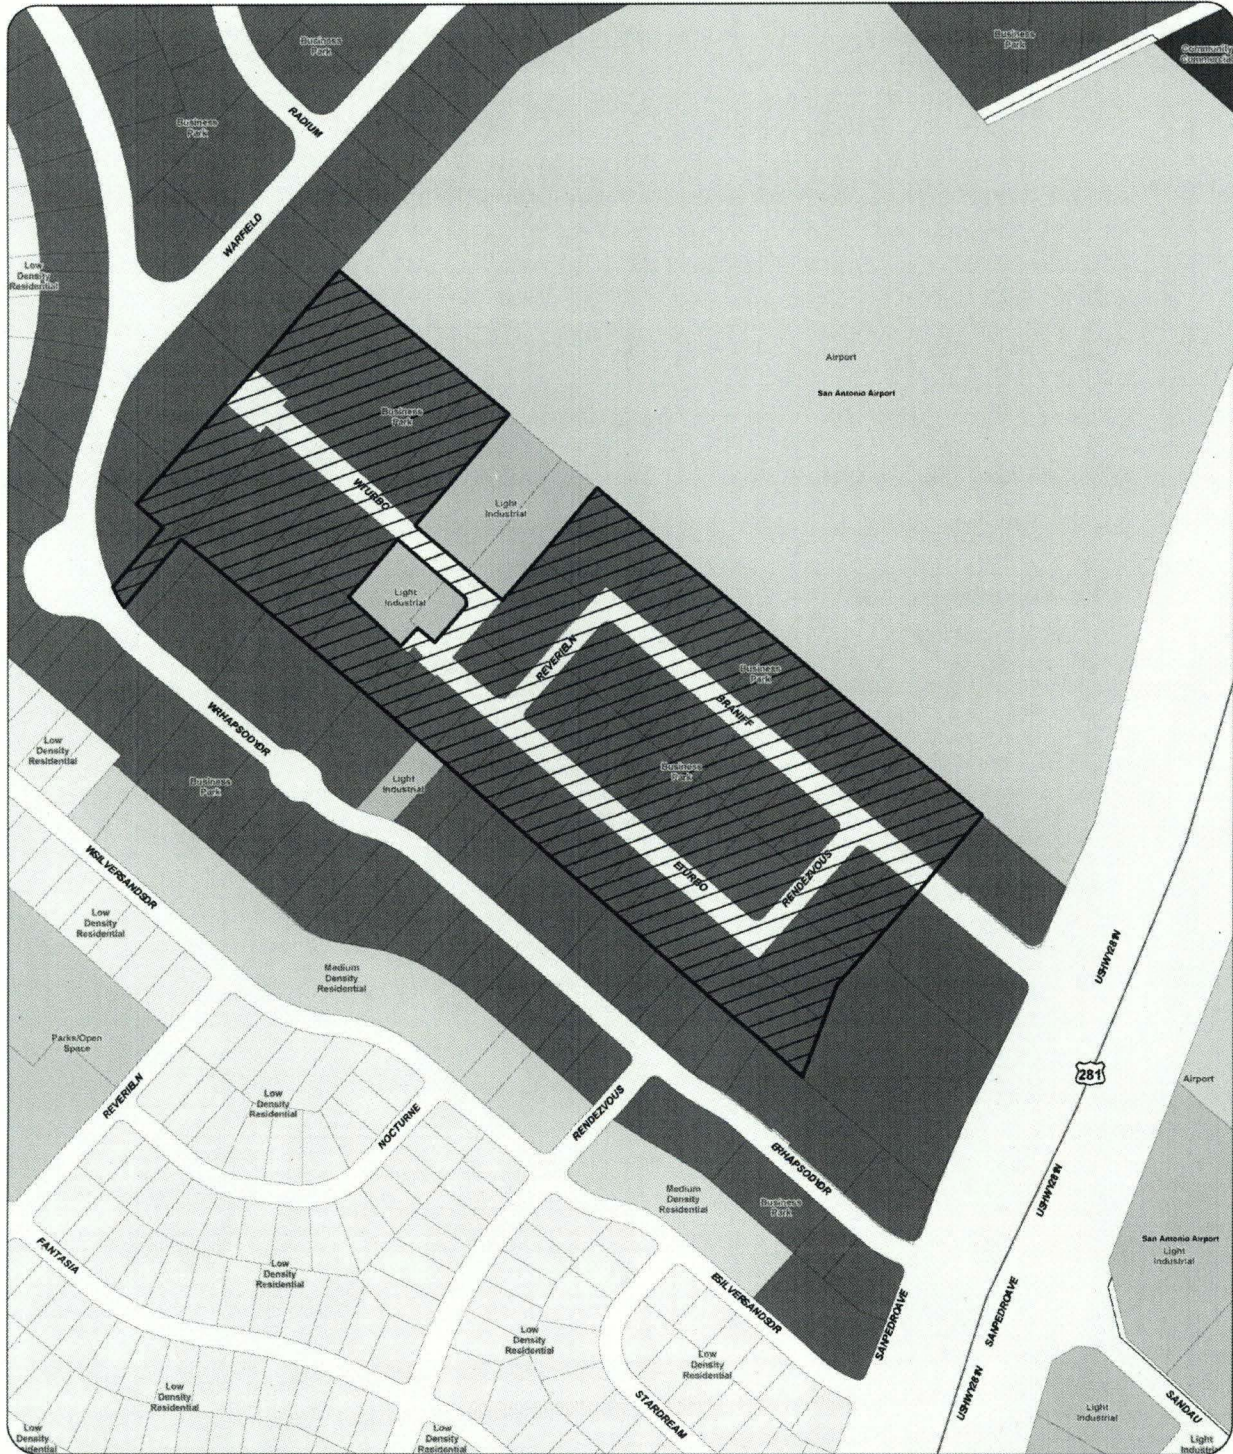 Business
Park
Business
Park
Community
Commercial
RADIUM
Business
Park
WARFIELD
Low
Density
Residential
Airport
San Antonio Airport
Business
Park
W TURBO
Light
Industrial
Light
Industrial
REVERIE LN
Business
Park
BRANIFF
W RHAPSODY DR
Low
Density
Residential
Business
Park
Light
Industrial
Business
Park
W SILVERSANDS DR
E TURBO
RENDEZVOUS
Low
Density
Residential
US HWY 281 N
Medium
Density
Residential
Parks/Open
Space
281
Airport
REVERIE LN
Low
Density
Residential
NOCTURNE
RENDEZVOUS
E RHAPSODY DR
Medium
Density
Residential
Business
Park
US HWY 281 N
San Antonio Airport
Light
Industrial
FANTASIA
Low
Density
Residential
E SILVERSANDS DR
SAN PEDRO AVE
SAN PEDRO AVE
Low
Density
Residential
Low
Density
Residential
US HWY 281 N
Low
Density
Residential
STARDREAM
SANDAU
Light
Industrial
Low
Density
sidential
Low
Density
Residential
Light
Industri